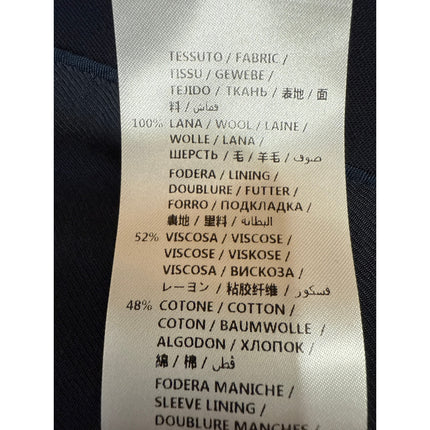 TESSUTO / FABRIC /
TISSU / GEWEBE /
TEJIDO / ТКАНЬ / 表地 / 面
料 / قماش
100% LANA / WOOL / LAINE /
WOLLE / LANA /
ШЕРСТЬ / 毛 / 羊毛 / صوف
FODERA / LINING /
DOUBLURE / FUTTER /
FORRO / ПОДКЛАДКА /
裏地 / 里料 / البطانة
52% VISCOSA / VISCOSE /
VISCOSE / VISKOSE /
VISCOSA / ВИСКОЗА /
レーヨン / 粘胶纤维 / فسكوز
48% COTONE / COTTON /
COTON / BAUMWOLLE /
ALGODON / ХЛОПОК /
綿 / 棉 / قطن
FODERA MANICHE /
SLEEVE LINING /
DOUBLURE MANCHES /